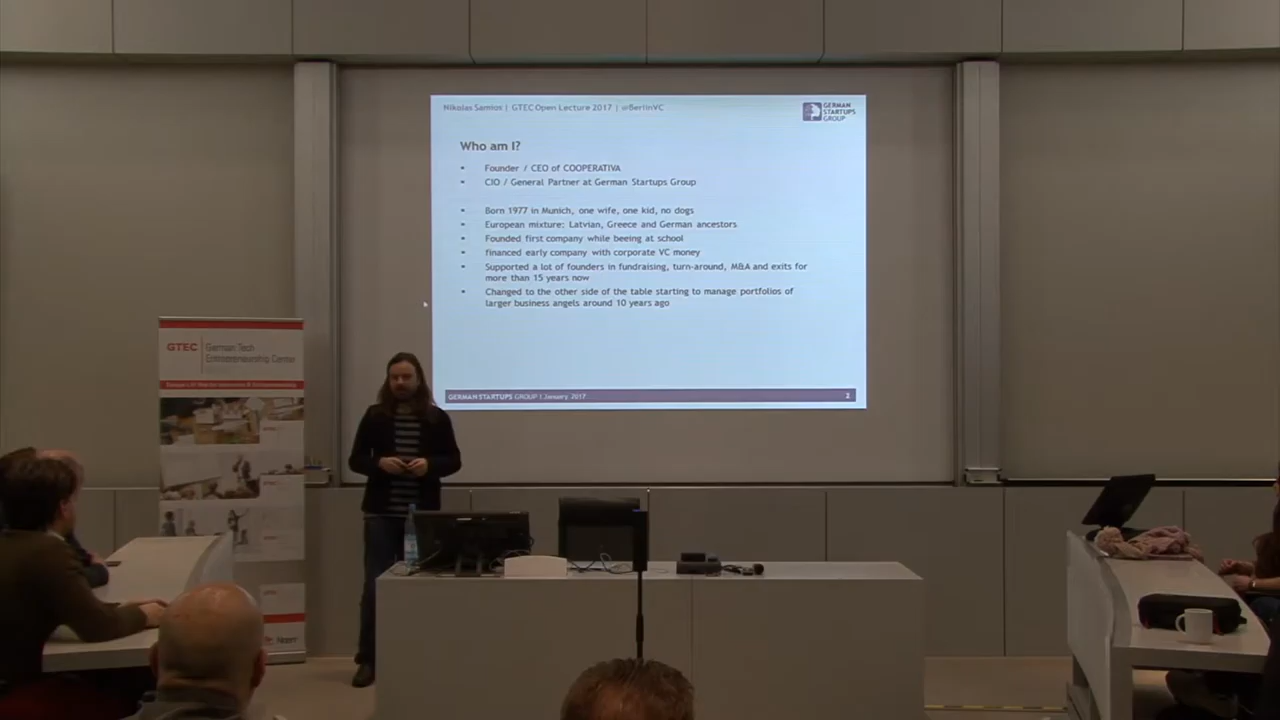 Nikolas Samios | GTEC Open Lecture 2017 | @BerlinVC
GERMAN
STARTUPS
GROUP
Who am I?
Founder / CEO of COOPERATIVA
CIO / General Partner at German Startups Group
Born 1977 in Munich, one wife, one kid, no dogs
European mixture: Latvian, Greece and German ancestors
Founded first company while beeing at school
financed early company with corporate VC money
Supported a lot of founders in fundraising, turn-around, M&A and exits for
more than 15 years now
Changed to the other side of the table starting to manage portfolios of
larger business angels around 10 years ago
GERMAN STARTUPS GROUP | January 2017
2
GTEC
German Tech
Entrepreneurship Center